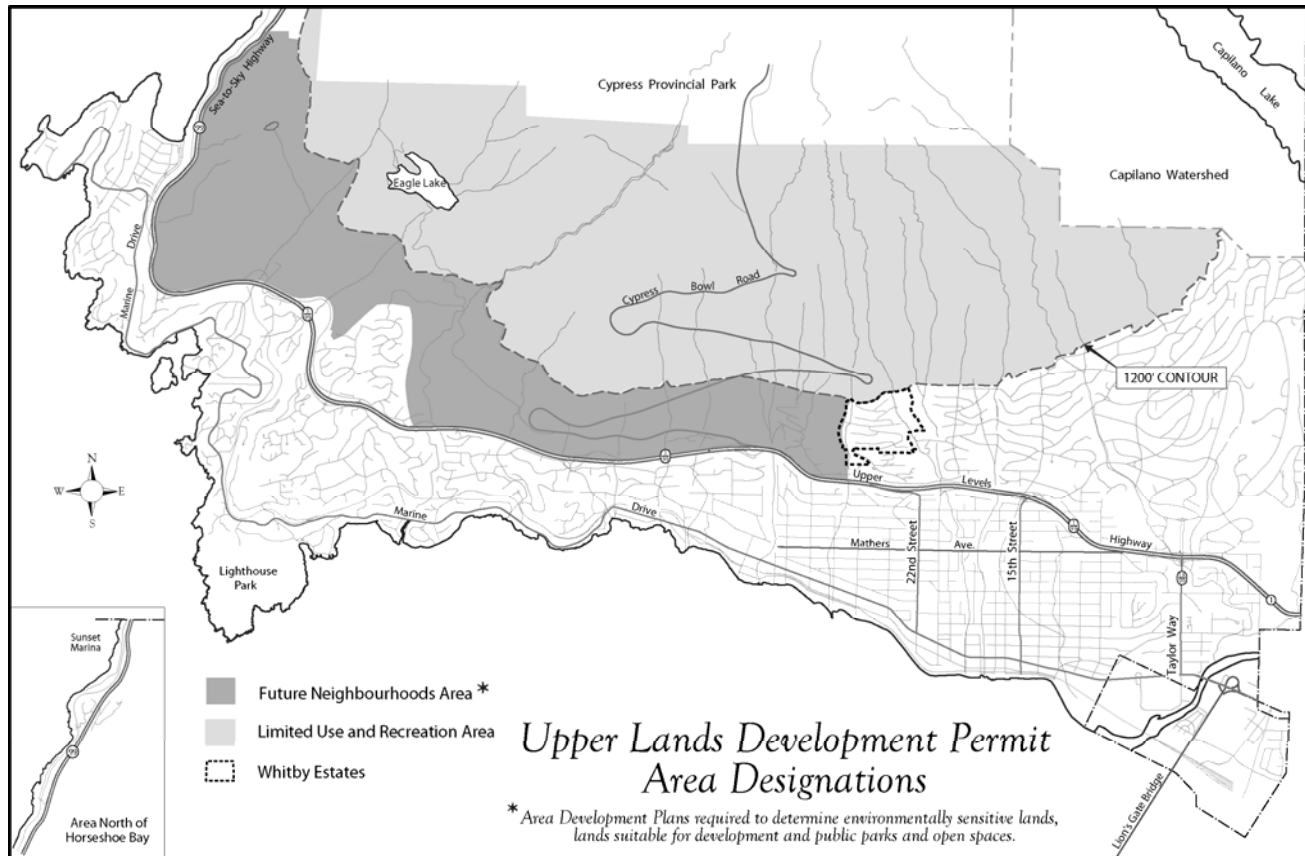 Sea-to-Sky Highway
99
Cypress Provincial Park
Capilano
Lake
Capilano Watershed
Eagle Lake
Marine
Drive
Cypress Bowl Road
1200' CONTOUR
N
W E
S
Upper Levels Highway
Marine Drive
22nd Street
15th Street
Mathers Ave.
Lighthouse
Park
Taylor Way
1
Lion's Gate Bridge
Sunset
Marina
99
Area North of
Horseshoe Bay
Future Neighbourhoods Area *
Limited Use and Recreation Area
Whitby Estates
Upper Lands Development Permit
Area Designations
* Area Development Plans required to determine environmentally sensitive lands,
lands suitable for development and public parks and open spaces.